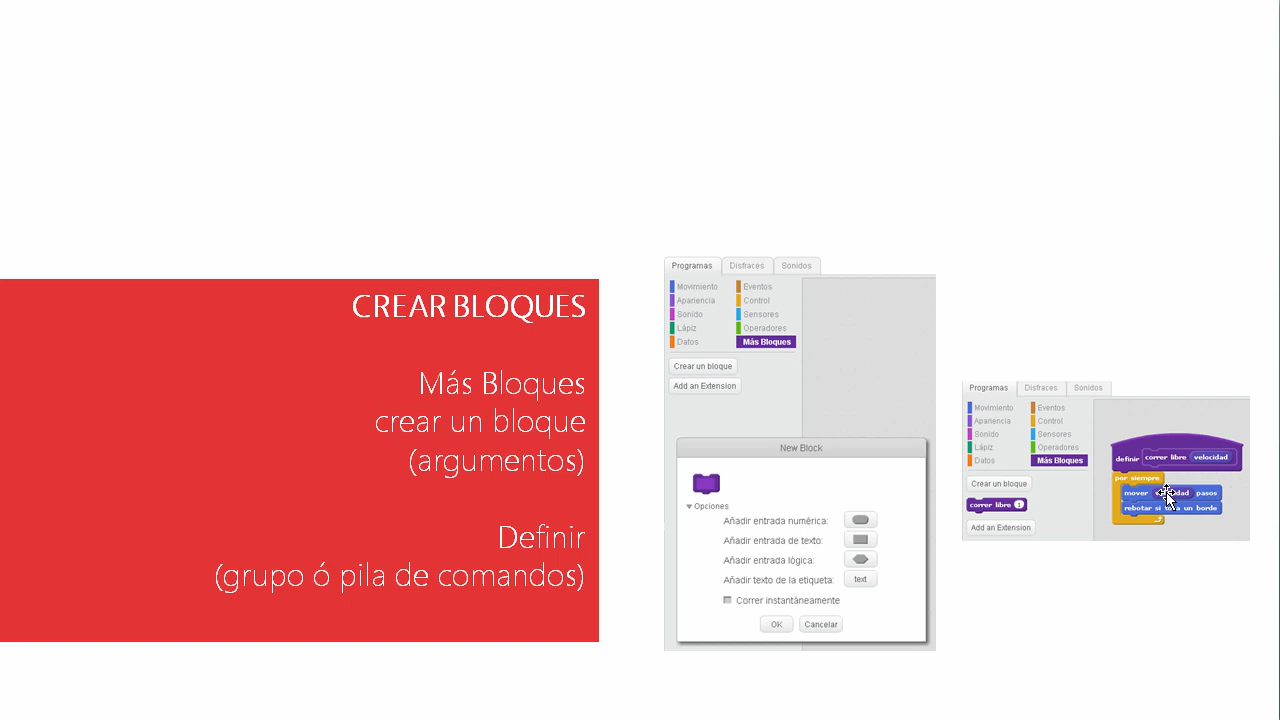 CREAR BLOQUES
Más Bloques
crear un bloque
(argumentos)
Definir
(grupo ó pila de comandos)
Programas Disfraces Sonidos
Movimiento Eventos
Apariencia Control
Sonido Sensores
Lápiz Operadores
Datos Más Bloques
Crear un bloque
Add an Extension
New Block
Opciones
Añadir entrada numérica:
Añadir entrada de texto:
Añadir entrada lógica:
Añadir texto de la etiqueta: text
Correr instantáneamente
OK Cancelar
Programas Disfraces Sonidos
Movimiento Eventos
Apariencia Control
Sonido Sensores
Lápiz Operadores
Datos Más Bloques
Crear un bloque
correr libre 1
Add an Extension
definir correr libre velocidad
por siempre
mover pasos
rebotar si un borde